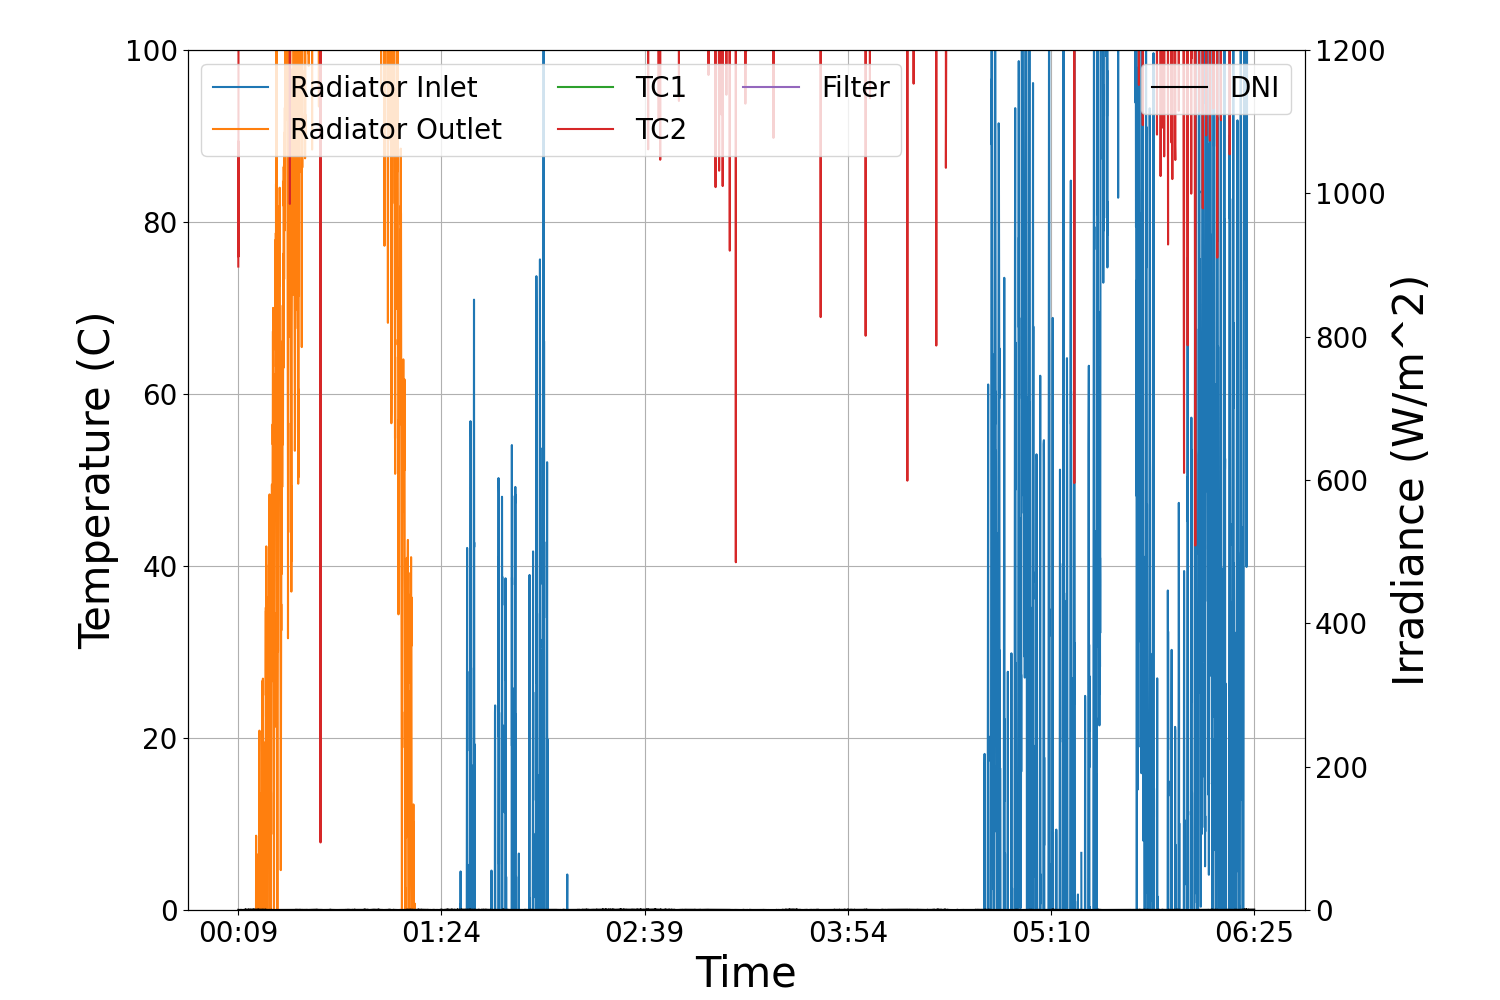 Radiator Inlet
Radiator Outlet
TC1
TC2
Filter
DNI
Temperature (C)
100
80
60
40
20
0
1200
1000
800
600
400
200
0
Irradiance (W/m^2)
00:09 01:24 02:39 03:54 05:10 06:25
Time